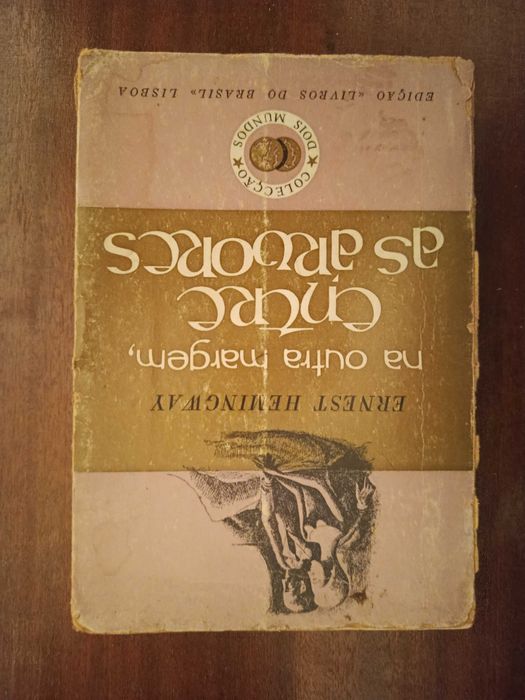 ERNEST HEMINGWAY
na outra margem,
entre
as árvores
COLECÇÃO
DOIS MUNDOS
EDIÇÃO «LIVROS DO BRASIL» LISBOA